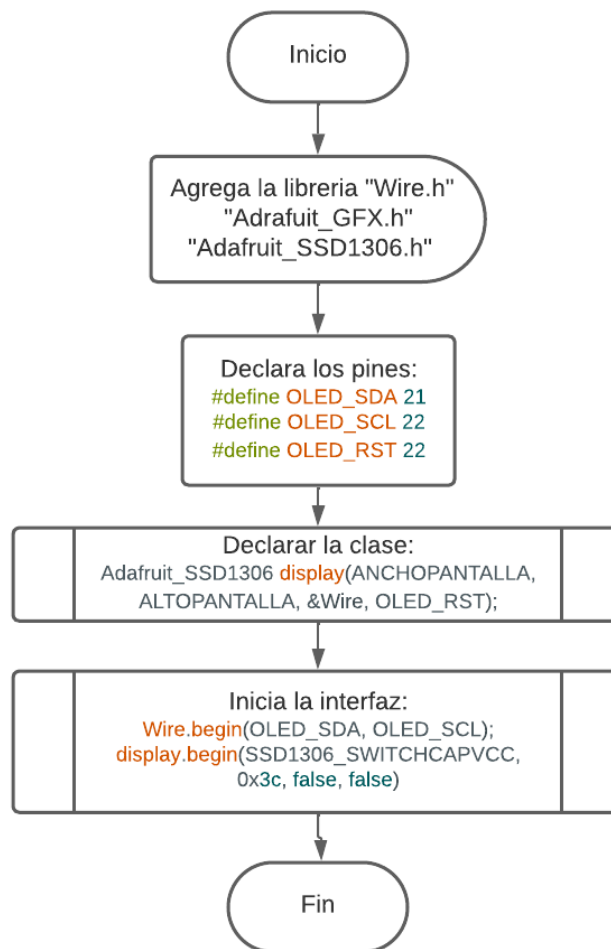 Inicio
Agrega la libreria "Wire.h"
"Adrafuit_GFX.h"
"Adafruit_SSD1306.h"
Declara los pines:
#define OLED_SDA 21
#define OLED_SCL 22
#define OLED_RST 22
Declarar la clase:
Adafruit_SSD1306 display(ANCHOPANTALLA,
ALTOPANTALLA, &Wire, OLED_RST);
Inicia la interfaz:
Wire.begin(OLED_SDA, OLED_SCL);
display.begin(SSD1306_SWITCHCAPVCC,
0x3c, false, false)
Fin